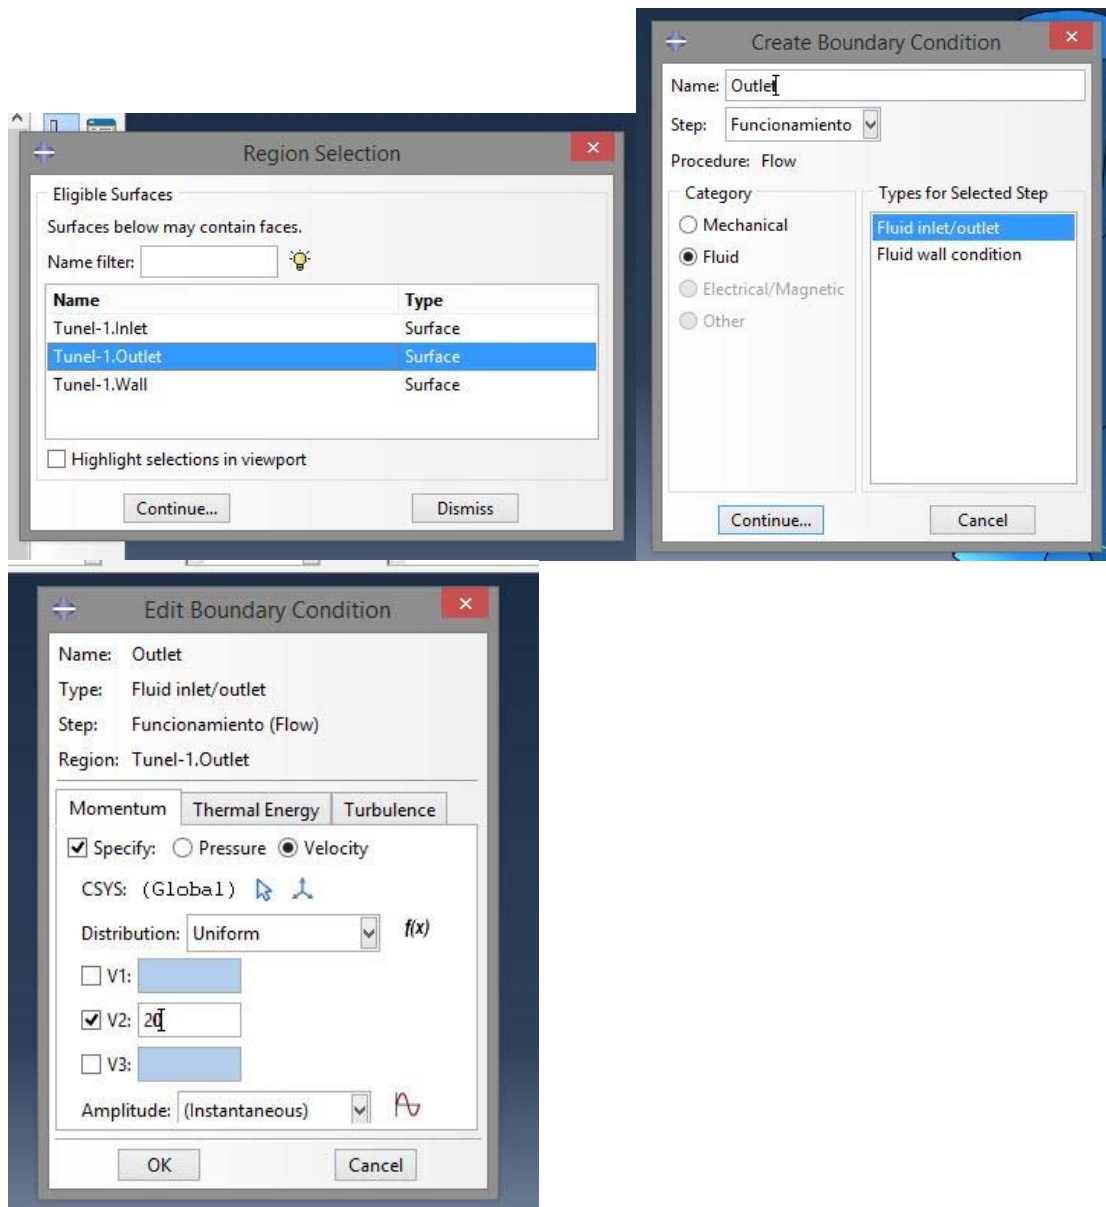 Region Selection
Eligible Surfaces
Surfaces below may contain faces.
Name filter:
Name Type
Tunel-1.Inlet Surface
Tunel-1.Outlet Surface
Tunel-1.Wall Surface
Highlight selections in viewport
Continue... Dismiss
Create Boundary Condition
Name: Outlet
Step: Funcionamiento
Procedure: Flow
Category Types for Selected Step
Mechanical Fluid inlet/outlet
Fluid Fluid wall condition
Electrical/Magnetic
Other
Continue... Cancel
Edit Boundary Condition
Name: Outlet
Type: Fluid inlet/outlet
Step: Funcionamiento (Flow)
Region: Tunel-1.Outlet
Momentum Thermal Energy Turbulence
Specify: Pressure Velocity
CSYS: (Global)
Distribution: Uniform f(x)
V1:
V2: 20
V3:
Amplitude: (Instantaneous)
OK Cancel